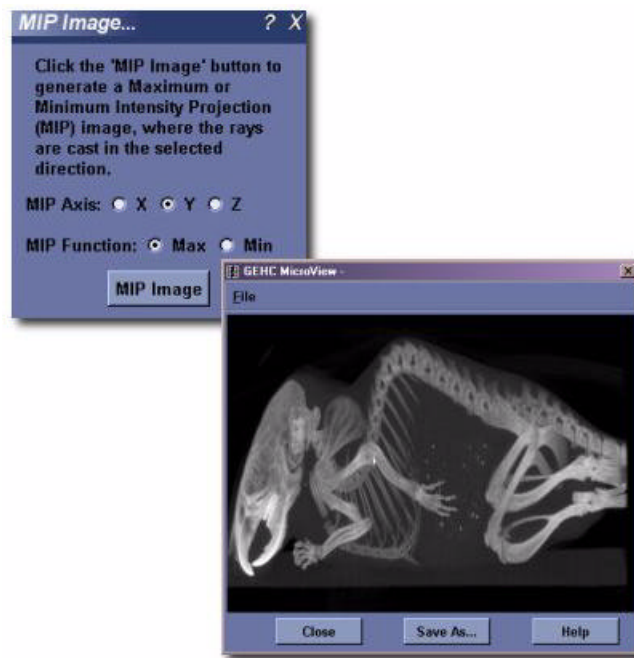 MIP Image... ? X
Click the 'MIP Image' button to
generate a Maximum or
Minimum Intensity Projection
(MIP) image, where the rays
are cast in the selected
direction.
MIP Axis: X Y Z
MIP Function: Max Min
MIP Image
GEHC MicroView -
File
Close Save As... Help